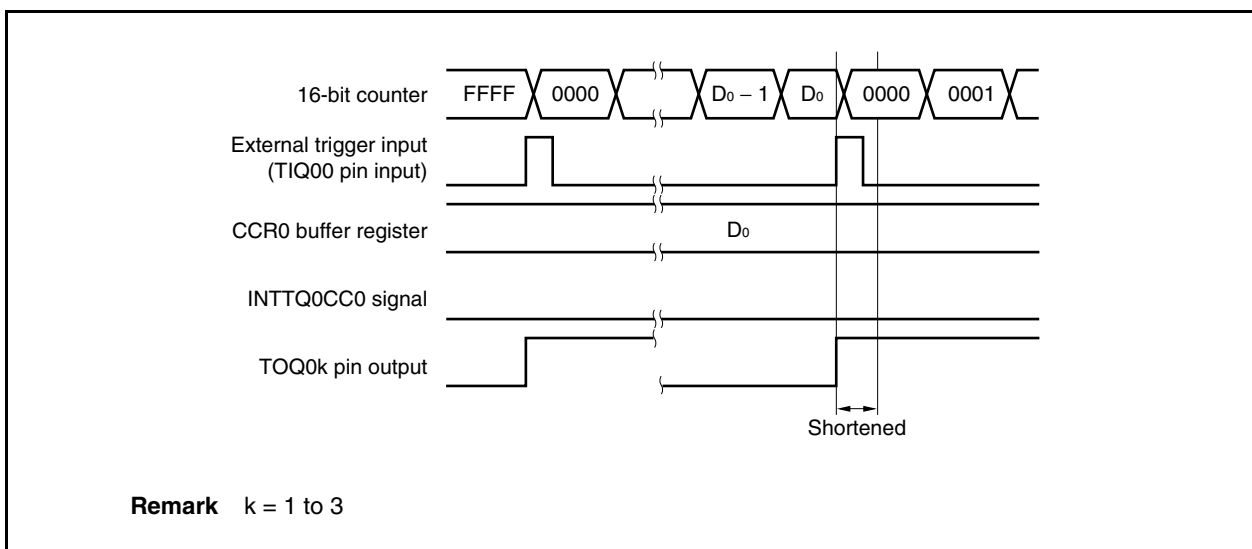 16-bit counter FFFF 0000 D₀ − 1 D₀ 0000 0001
External trigger input
(TIQ00 pin input)
CCR0 buffer register D₀
INTTQ0CC0 signal
TOQ0k pin output
Shortened
Remark k = 1 to 3